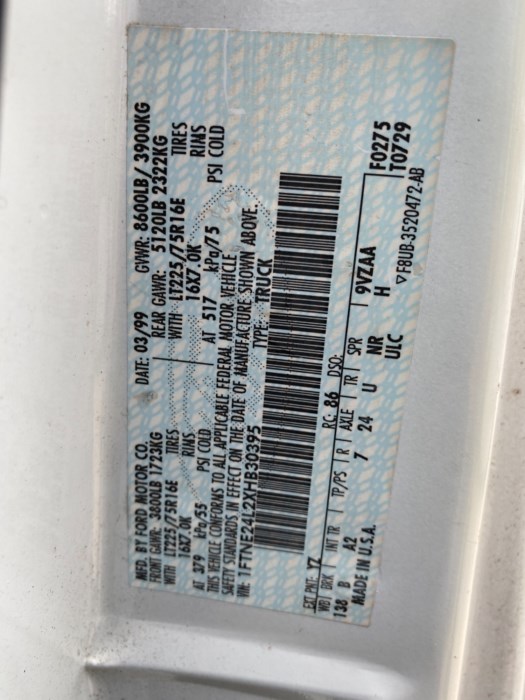 MFD. BY FORD MOTOR CO.
DATE: 03/99 GVWR: 8600LB/ 3900KG
FRONT GAWR: 3800LB 1723KG REAR GAWR: 5120LB 2322KG
WITH LT225/75R16E TIRES WITH LT225/75R16E TIRES
16X7.0K RIMS 16X7.0K RIMS
AT 379 kPa/55 PSI COLD AT 517 kPa/75 PSI COLD
THIS VEHICLE CONFORMS TO ALL APPLICABLE FEDERAL MOTOR VEHICLE
SAFETY STANDARDS IN EFFECT ON THE DATE OF MANUFACTURE SHOWN ABOVE.
VIN: 1FTNE24L2XHB30395 TYPE: TRUCK
EXT PNT: YZ RC: 86 DSO: F0275
WB BRK INT TR TP/PS R AXLE TR SPR T0729
138 B A2 7 24 U NR 9VZAA
H
MADE IN U.S.A. ULC
▽F8UB-3520472-AB